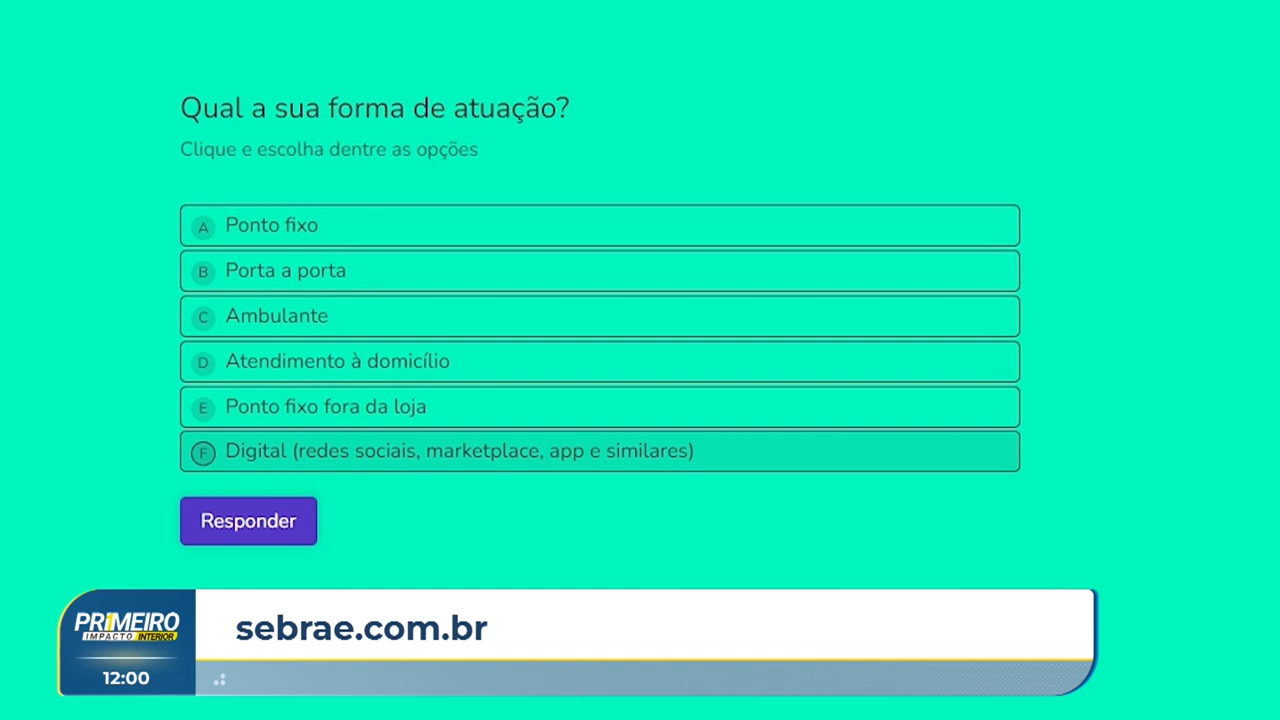 Qual a sua forma de atuação?
Clique e escolha dentre as opções
A Ponto fixo
B Porta a porta
C Ambulante
D Atendimento à domicílio
E Ponto fixo fora da loja
F Digital (redes sociais, marketplace, app e similares)
Responder
PR1MEIRO
IMPACTO INTERIOR
sebrae.com.br
12:00